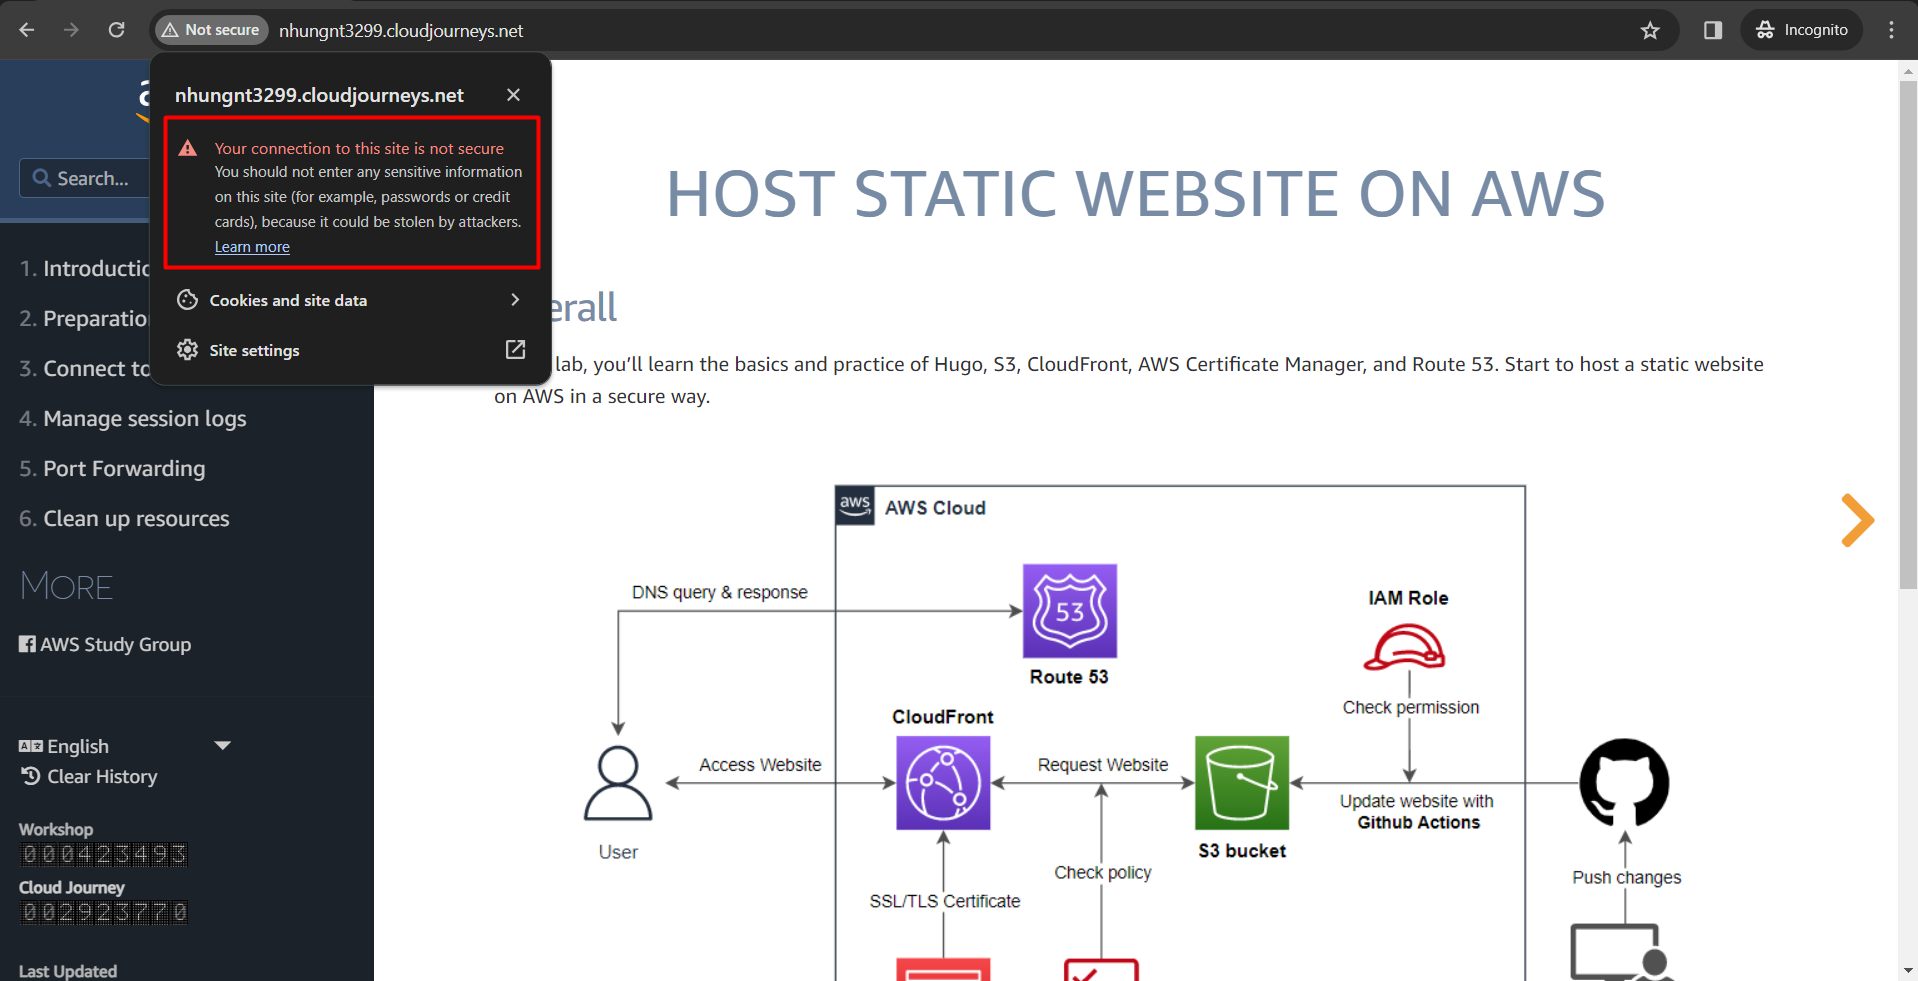 Not secure
nhungnt3299.cloudjourneys.net
Incognito
nhungnt3299.cloudjourneys.net
Your connection to this site is not secure
You should not enter any sensitive information
on this site (for example, passwords or credit
cards), because it could be stolen by attackers.
Learn more
Cookies and site data
Site settings
Search...
1. Introductio
2. Preparatio
3. Connect to
4. Manage session logs
5. Port Forwarding
6. Clean up resources
MORE
AWS Study Group
English
Clear History
Workshop
000423493
Cloud Journey
002923770
Last Updated
HOST STATIC WEBSITE ON AWS
erall
lab, you’ll learn the basics and practice of Hugo, S3, CloudFront, AWS Certificate Manager, and Route 53. Start to host a static website
on AWS in a secure way.
aws
AWS Cloud
DNS query & response
53
Route 53
IAM Role
Check permission
CloudFront
Access Website
Request Website
Update website with
Github Actions
User
S3 bucket
Check policy
Push changes
SSL/TLS Certificate